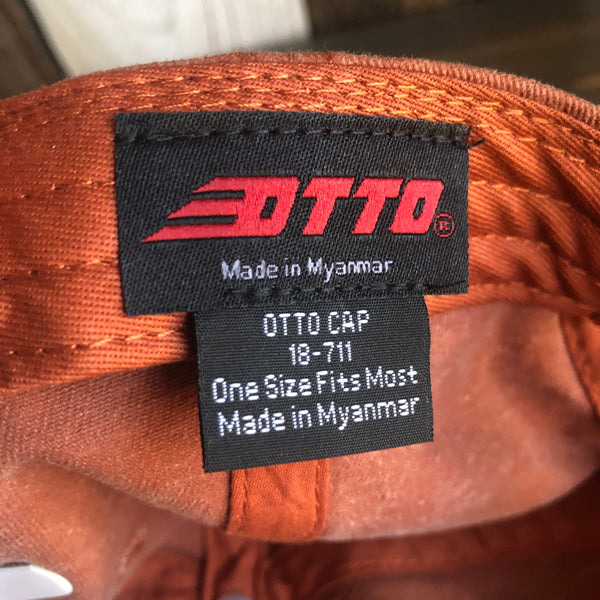 OTTO®
Made in Myanmar
OTTO CAP
18-711
One Size Fits Most
Made in Myanmar